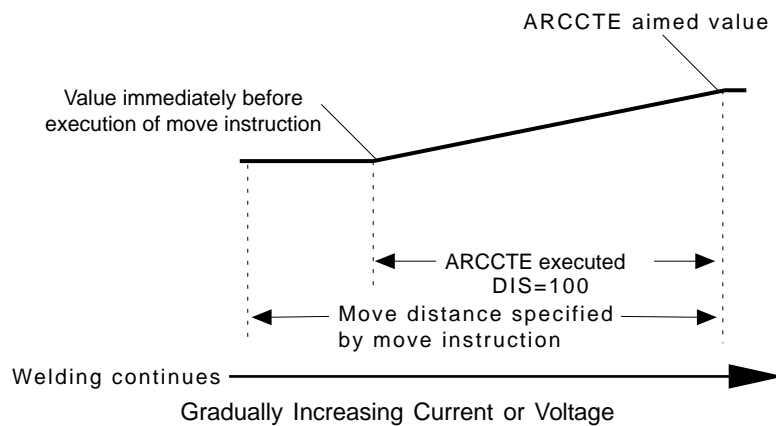 ARCCTE aimed value
Value immediately before
execution of move instruction
ARCCTE executed
DIS=100
Move distance specified
by move instruction
Welding continues
Gradually Increasing Current or Voltage